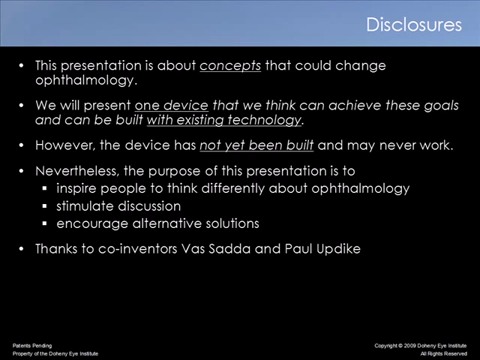 Disclosures
• This presentation is about concepts that could change
ophthalmology.
• We will present one device that we think can achieve these goals
and can be built with existing technology.
• However, the device has not yet been built and may never work.
• Nevertheless, the purpose of this presentation is to
▪ inspire people to think differently about ophthalmology
▪ stimulate discussion
▪ encourage alternative solutions
• Thanks to co-inventors Vas Sadda and Paul Updike
Patents Pending
Property of the Doheny Eye Institute
Copyright © 2009 Doheny Eye Institute
All Rights Reserved